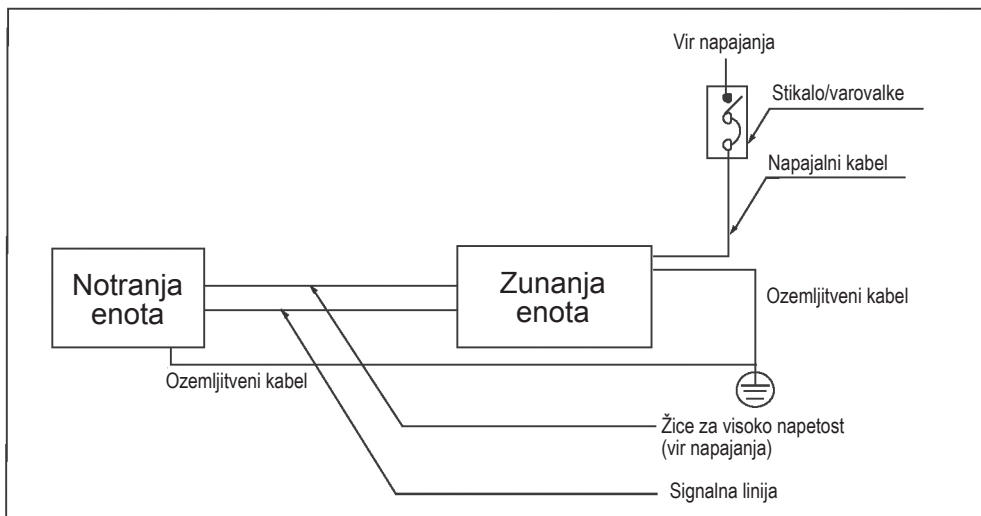 Vir napajanja
Stikalo/varovalke
Napajalni kabel
Notranja
enota
Zunanja
enota
Ozemljitveni kabel
Ozemljitveni kabel
Žice za visoko napetost
(vir napajanja)
Signalna linija